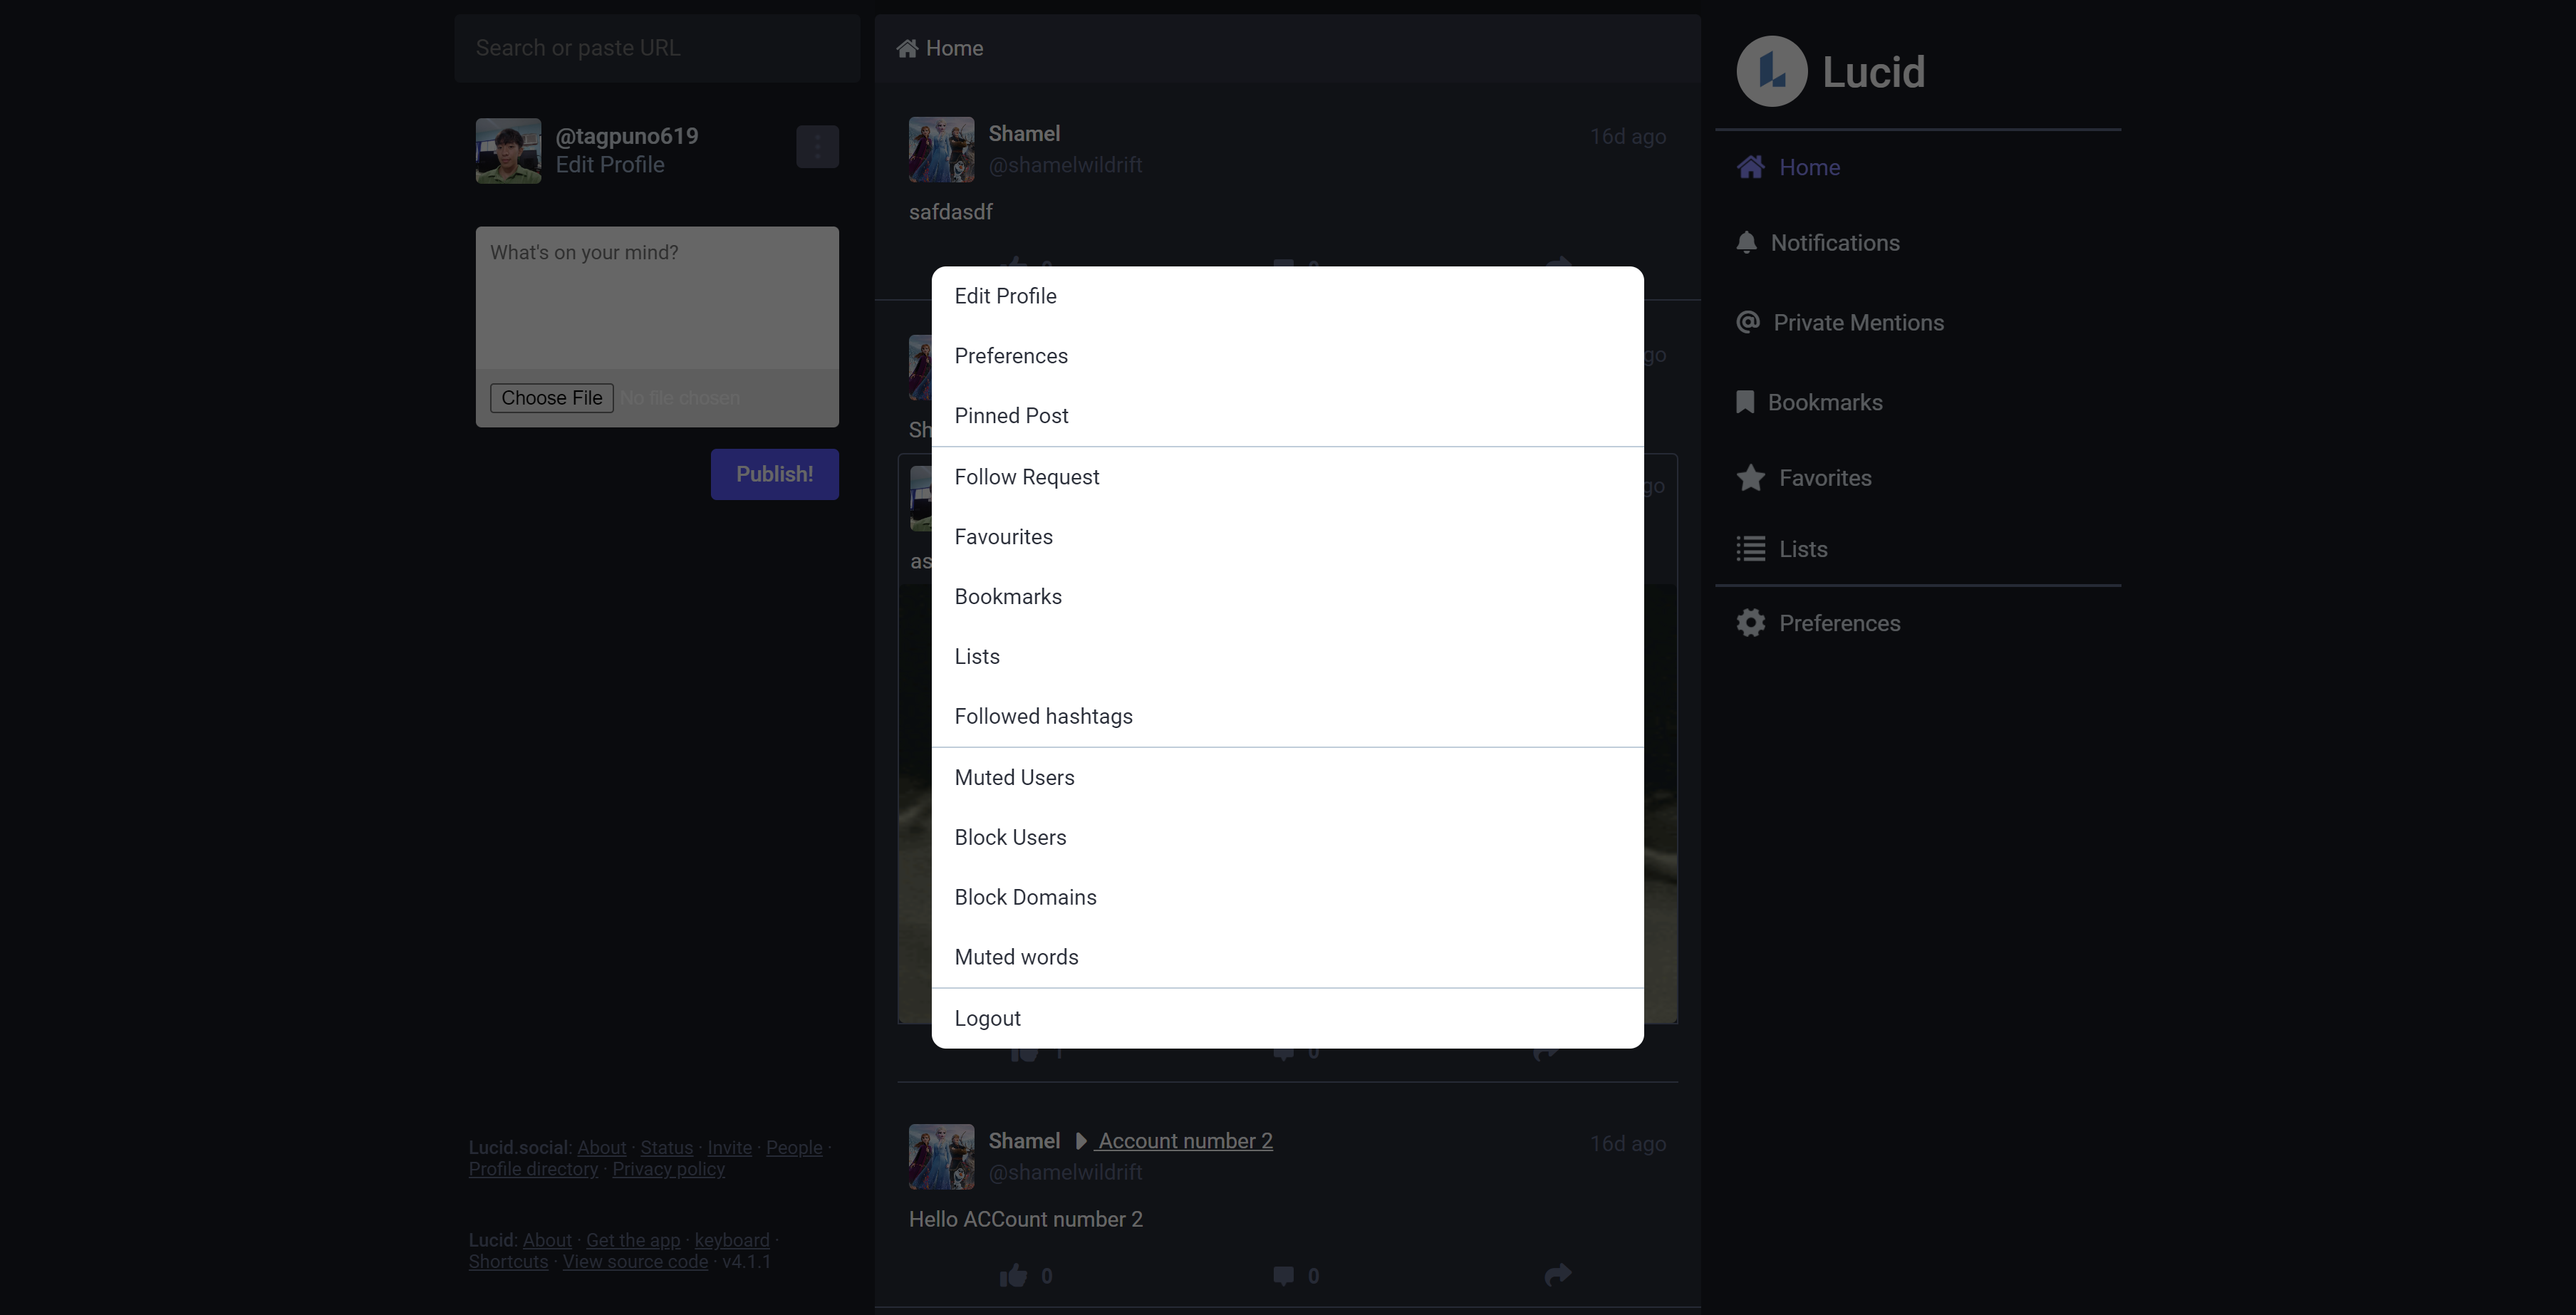 Search or paste URL
@tagpuno619
Edit Profile
What's on your mind?
Choose File No file chosen
Publish!
Lucid.social: About · Status · Invite · People ·
Profile directory · Privacy policy
Lucid: About · Get the app · keyboard ·
Shortcuts · View source code · v4.1.1
Home
Shamel
16d ago
@shamelwildrift
safdasdf
Edit Profile
Preferences
Pinned Post
Follow Request
Favourites
Bookmarks
Lists
Followed hashtags
Muted Users
Block Users
Block Domains
Muted words
Logout
Shamel Account number 2
16d ago
@shamelwildrift
Hello ACCount number 2
0 0
Lucid
Home
Notifications
@ Private Mentions
Bookmarks
Favorites
Lists
Preferences